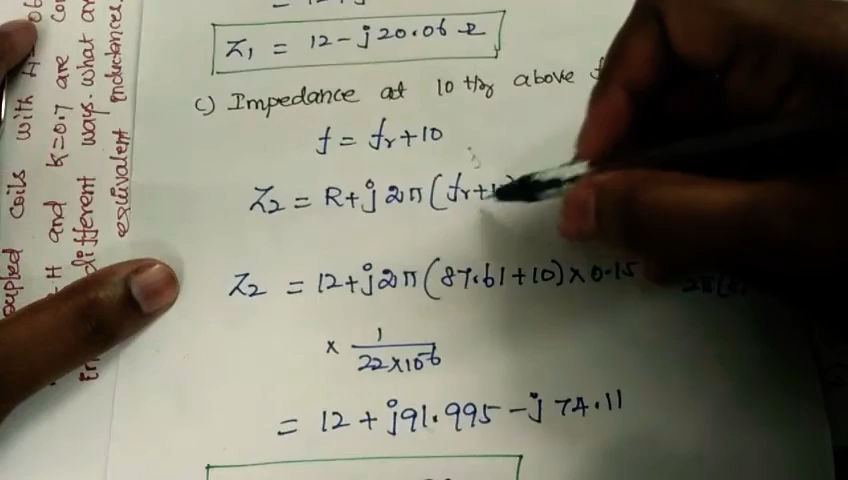 Z1 = 12 - j20.06 Ω
c) Impedance at 10 Hz above
f = fr + 10
Z2 = R + j2π(fr +
Z2 = 12 + j2π(87.61 + 10) × 0.15
× 1/22×10-6
= 12 + j91.995 - j74.11
coils with
H and K=0.7 are
different ways. what
equivalent inductances.